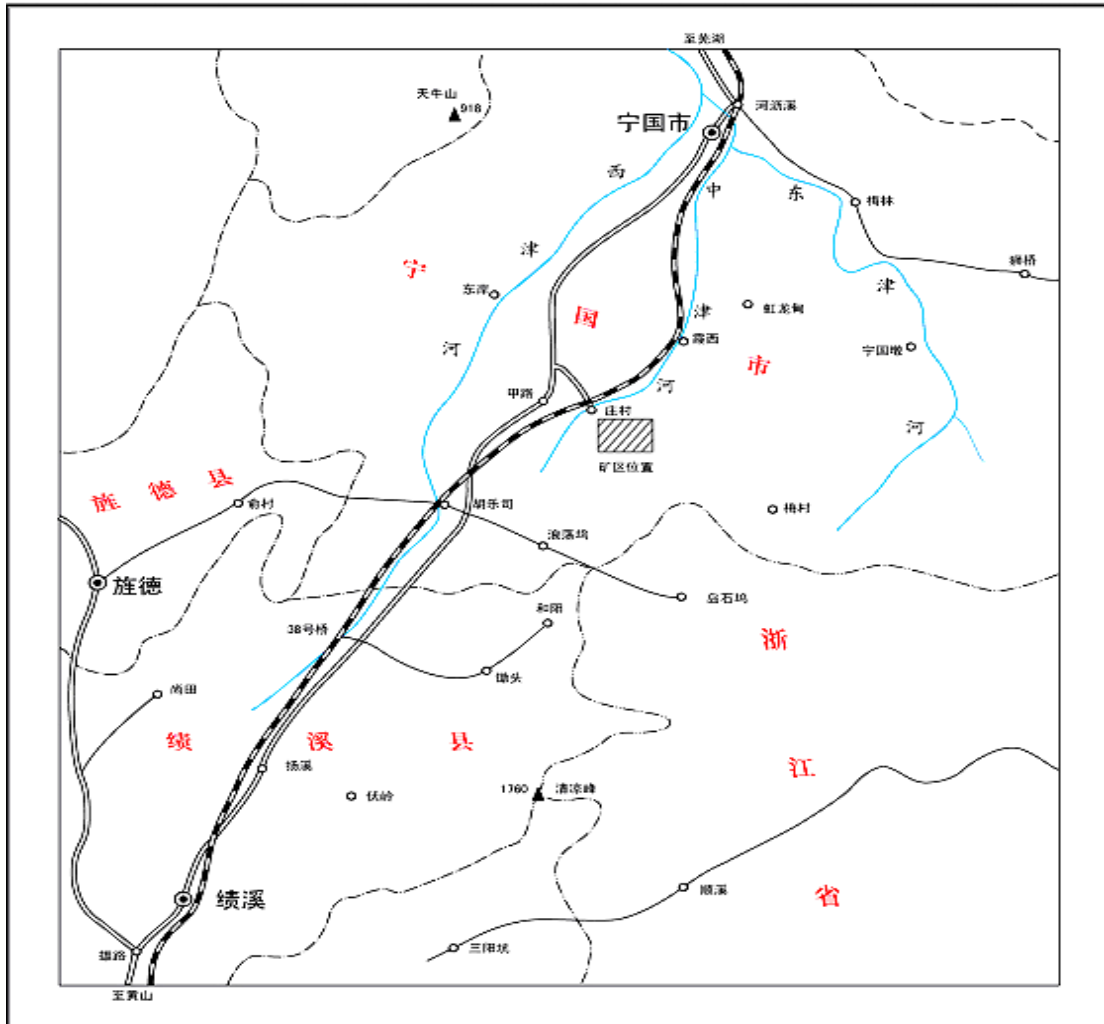 至芜湖
天牛山
918
河沥溪
宁国市
西
中
东
梅林
津
狮桥
宁
东岸
津
虹龙甸
国
津
霞西
宁国墩
河
市
甲路
河
庄村
河
矿区位置
旌德县
俞村
胡乐司
梅村
浪荡坞
旌德
岛石坞
和阳
38号桥
浙
锄头
尚田
绩
溪
县
扬溪
江
1760
清凉峰
伏岭
绩溪
顺溪
省
雄路
三阳坑
至黄山